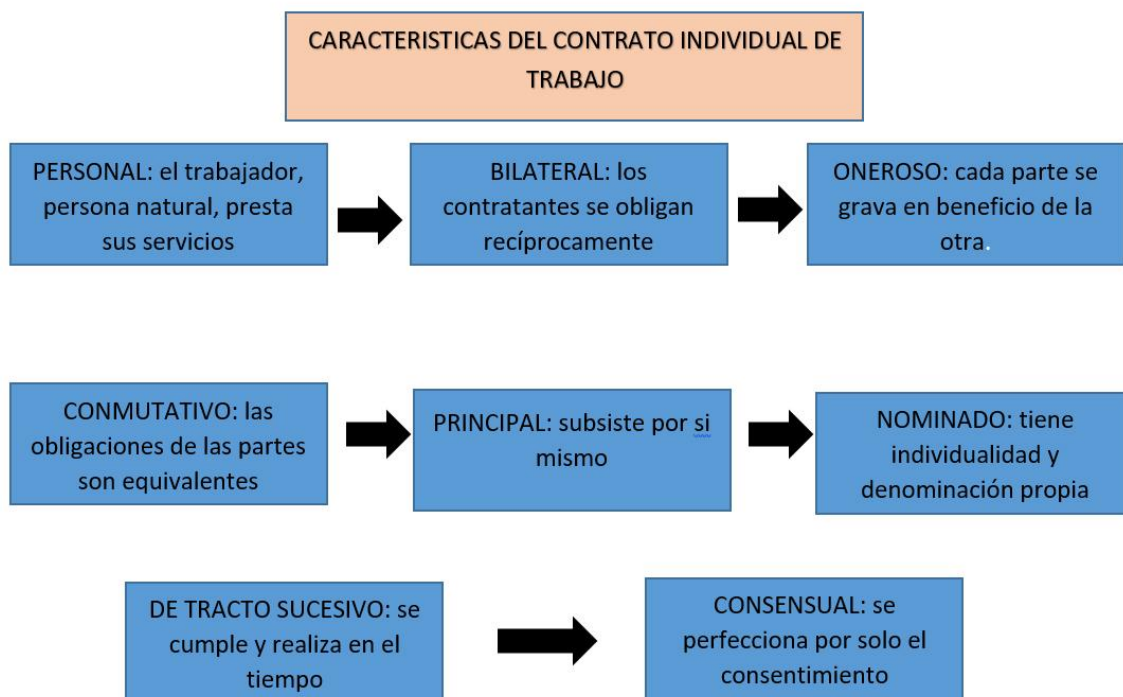 CARACTERISTICAS DEL CONTRATO INDIVIDUAL DE
TRABAJO
PERSONAL: el trabajador,
persona natural, presta
sus servicios
BILATERAL: los
contratantes se obligan
recíprocamente
ONEROSO: cada parte se
grava en beneficio de la
otra.
CONMUTATIVO: las
obligaciones de las partes
son equivalentes
PRINCIPAL: subsiste por si
mismo
NOMINADO: tiene
individualidad y
denominación propia
DE TRACTO SUCESIVO: se
cumple y realiza en el
tiempo
CONSENSUAL: se
perfecciona por solo el
consentimiento